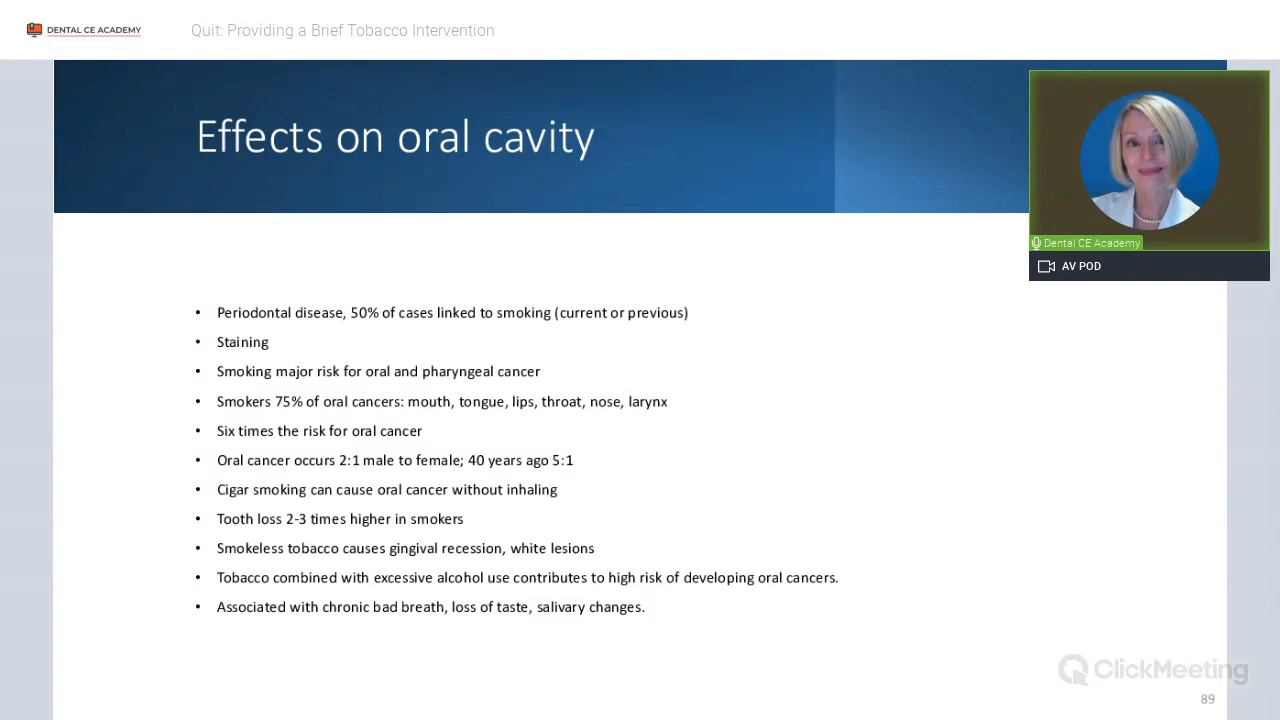 DENTAL CE ACADEMY
Quit: Providing a Brief Tobacco Intervention
Effects on oral cavity
Dental CE Academy
AV POD
• Periodontal disease, 50% of cases linked to smoking (current or previous)
• Staining
• Smoking major risk for oral and pharyngeal cancer
• Smokers 75% of oral cancers: mouth, tongue, lips, throat, nose, larynx
• Six times the risk for oral cancer
• Oral cancer occurs 2:1 male to female; 40 years ago 5:1
• Cigar smoking can cause oral cancer without inhaling
• Tooth loss 2-3 times higher in smokers
• Smokeless tobacco causes gingival recession, white lesions
• Tobacco combined with excessive alcohol use contributes to high risk of developing oral cancers.
• Associated with chronic bad breath, loss of taste, salivary changes.
ClickMeeting
89